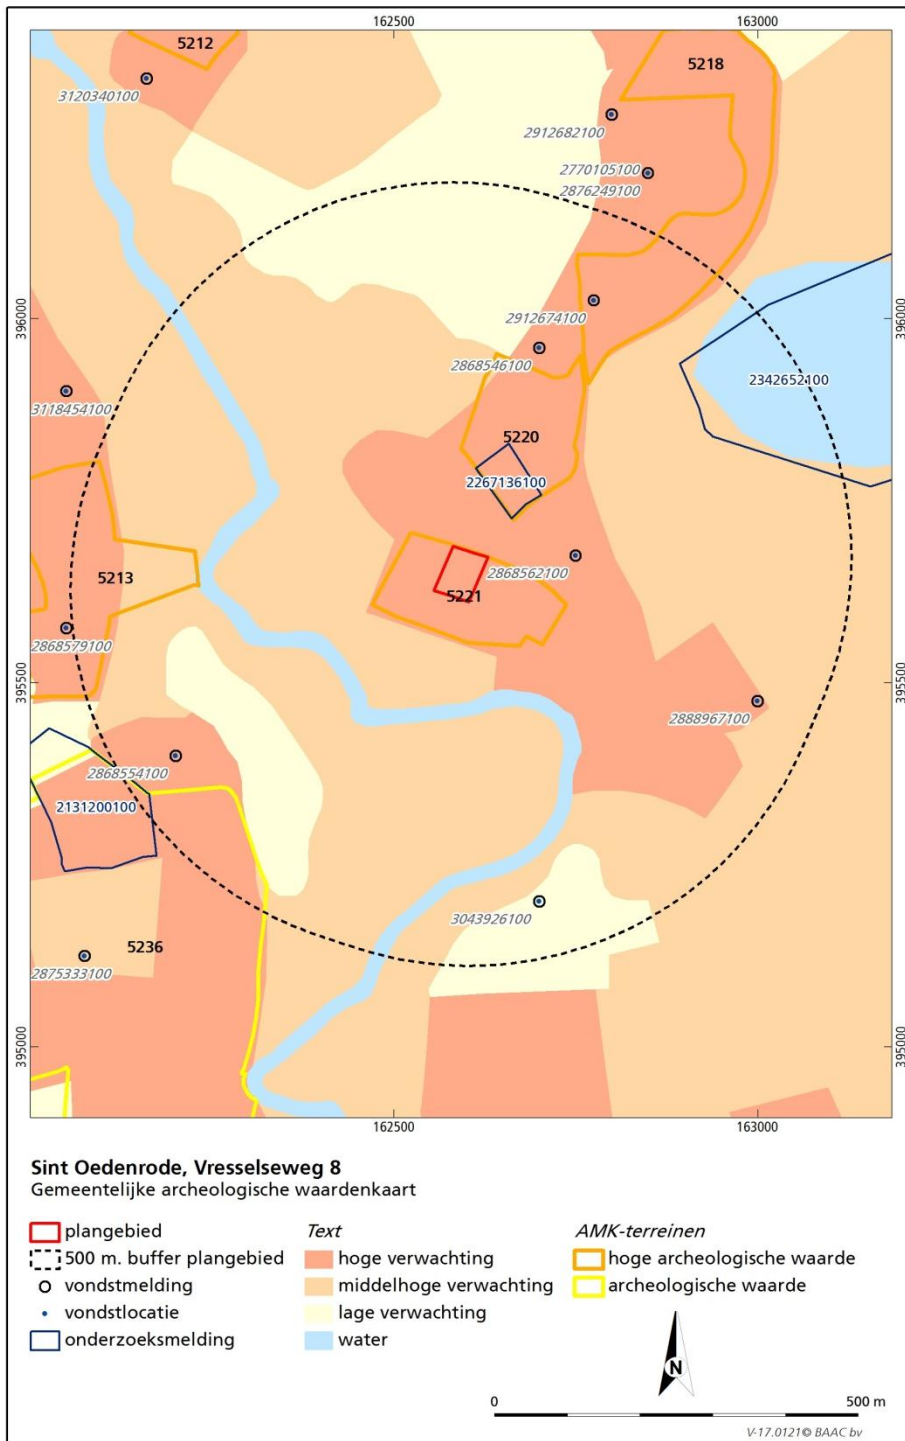 162500
163000
5212
5218
3120340100
2912682100
2770105100
2876249100
396000
396000
2912674100
2868546100
2342652100
3118454100
5220
2267136100
5213
2868562100
5221
2868579100
395500
395500
2888967100
2868554100
2131200100
3043926100
5236
2875333100
395000
395000
162500
163000
Sint Oedenrode, Vresselseweg 8
Gemeentelijke archeologische waardenkaart
plangebied
500 m. buffer plangebied
vondstmelding
vondstlocatie
onderzoeksmelding
Text
hoge verwachting
middelhoge verwachting
lage verwachting
water
AMK-terreinen
hoge archeologische waarde
archeologische waarde
N
0
500 m
V-17.0121© BAAC bv